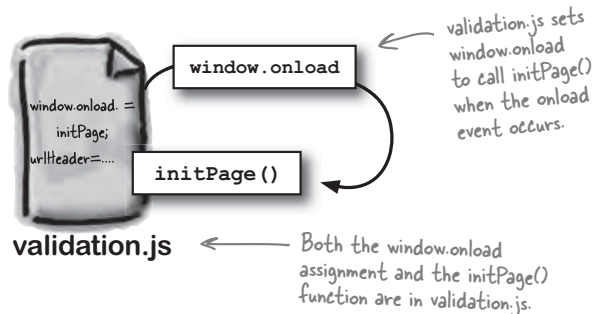 window.onload
validation.js sets
window.onload
to call initPage()
when the onload
event occurs.
window.onload. =
initPage;
urlHeader=....
initPage()
validation.js
Both the window.onload
assignment and the initPage()
function are in validation.js.